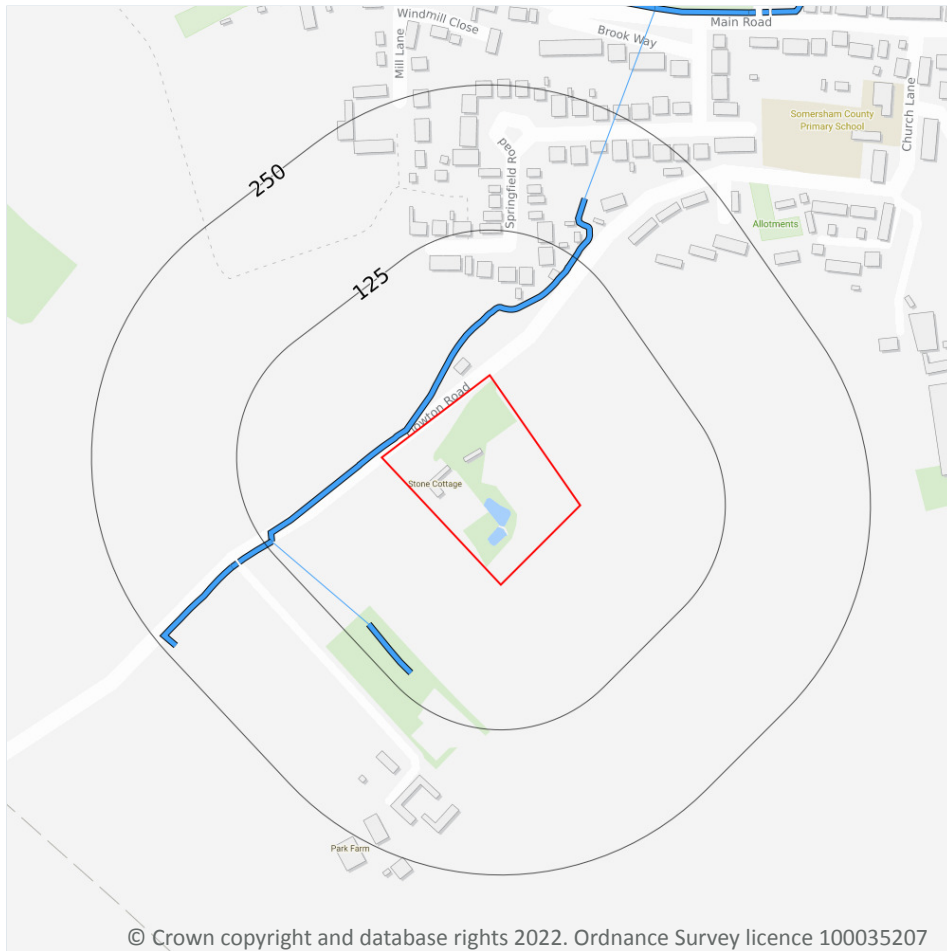 Windmill Close
Main Road
Brook Way
Mill Lane
Somersham County
Primary School
Church Lane
250
Springfield Road
Allotments
125
Stone Cottage
Park Farm
© Crown copyright and database rights 2022. Ordnance Survey licence 100035207